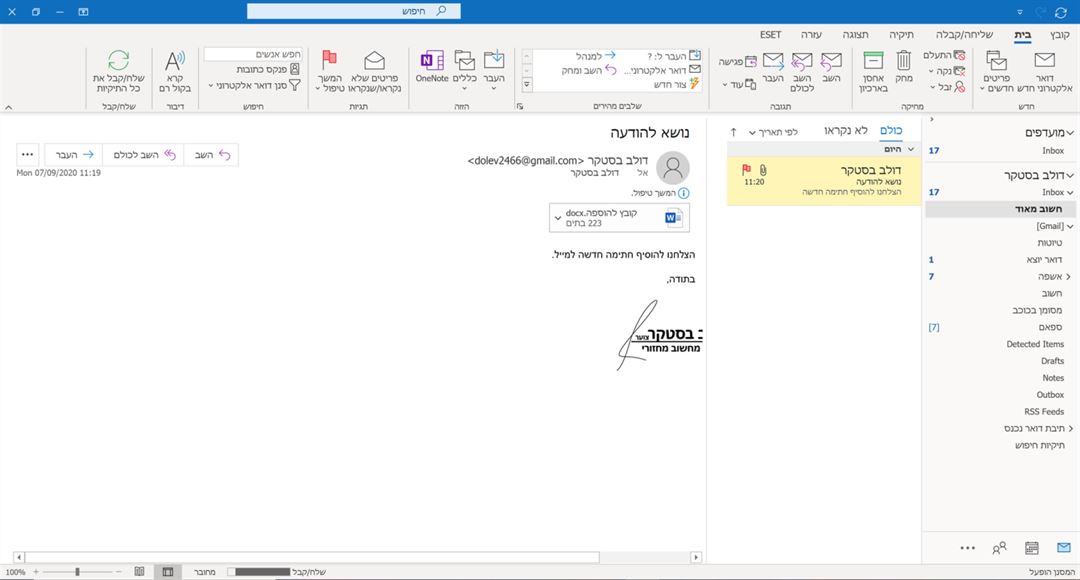 חיפוש
קובץ
בית
שליחה/קבלה
תיקיה
תצוגה
עזרה
ESET
דואר
אלקטרוני חדש
פריטים
חדשים
חדש
התעלם
נקה
זבל
מחק
אחסן
בארכיון
מחיקה
השב
השב
לכולם
העבר
פגישה
עוד
תגובה
העבר ל: ?
למנהל
דואר אלקטרוני...
השב ומחק
צור חדש
שלבים מהירים
העבר
כללים
OneNote
הזזה
פריטים שלא
נקראו/שנקראו
המשך
טיפול
תגיות
חפש אנשים
פנקס כתובות
סנן דואר אלקטרוני
חיפוש
קרא
בקול רם
דיבור
שלח/קבל את
כל התיקיות
שלח/קבל
מועדפים
Inbox 17
דולב בסטקר
Inbox 17
חשוב מאוד
[Gmail]
טיוטות
דואר יוצא 1
אשפה 7
חשוב
מסומן בכוכב
ספאם [7]
Detected Items
Drafts
Notes
Outbox
RSS Feeds
תיבת דואר נכנס
תיקיות חיפוש
כולם
לא נקראו
לפי תאריך
היום
דולב בסטקר
נושא להודעה 11:20
הצלחנו להוסיף חתימה חדשה
נושא להודעה
דולב בסטקר <dolev2466@gmail.com>
אל דולב בסטקר
השב
השב לכולם
העבר
Mon 07/09/2020 11:19
המשך טיפול.
קובץ להוספה.docx
223 בתים
הצלחנו להוסיף חתימה חדשה למייל.
בתודה,
ב בסטקר
מחשוב מחזורי
המסנן הופעל
שלח/קבל
מחובר
100%